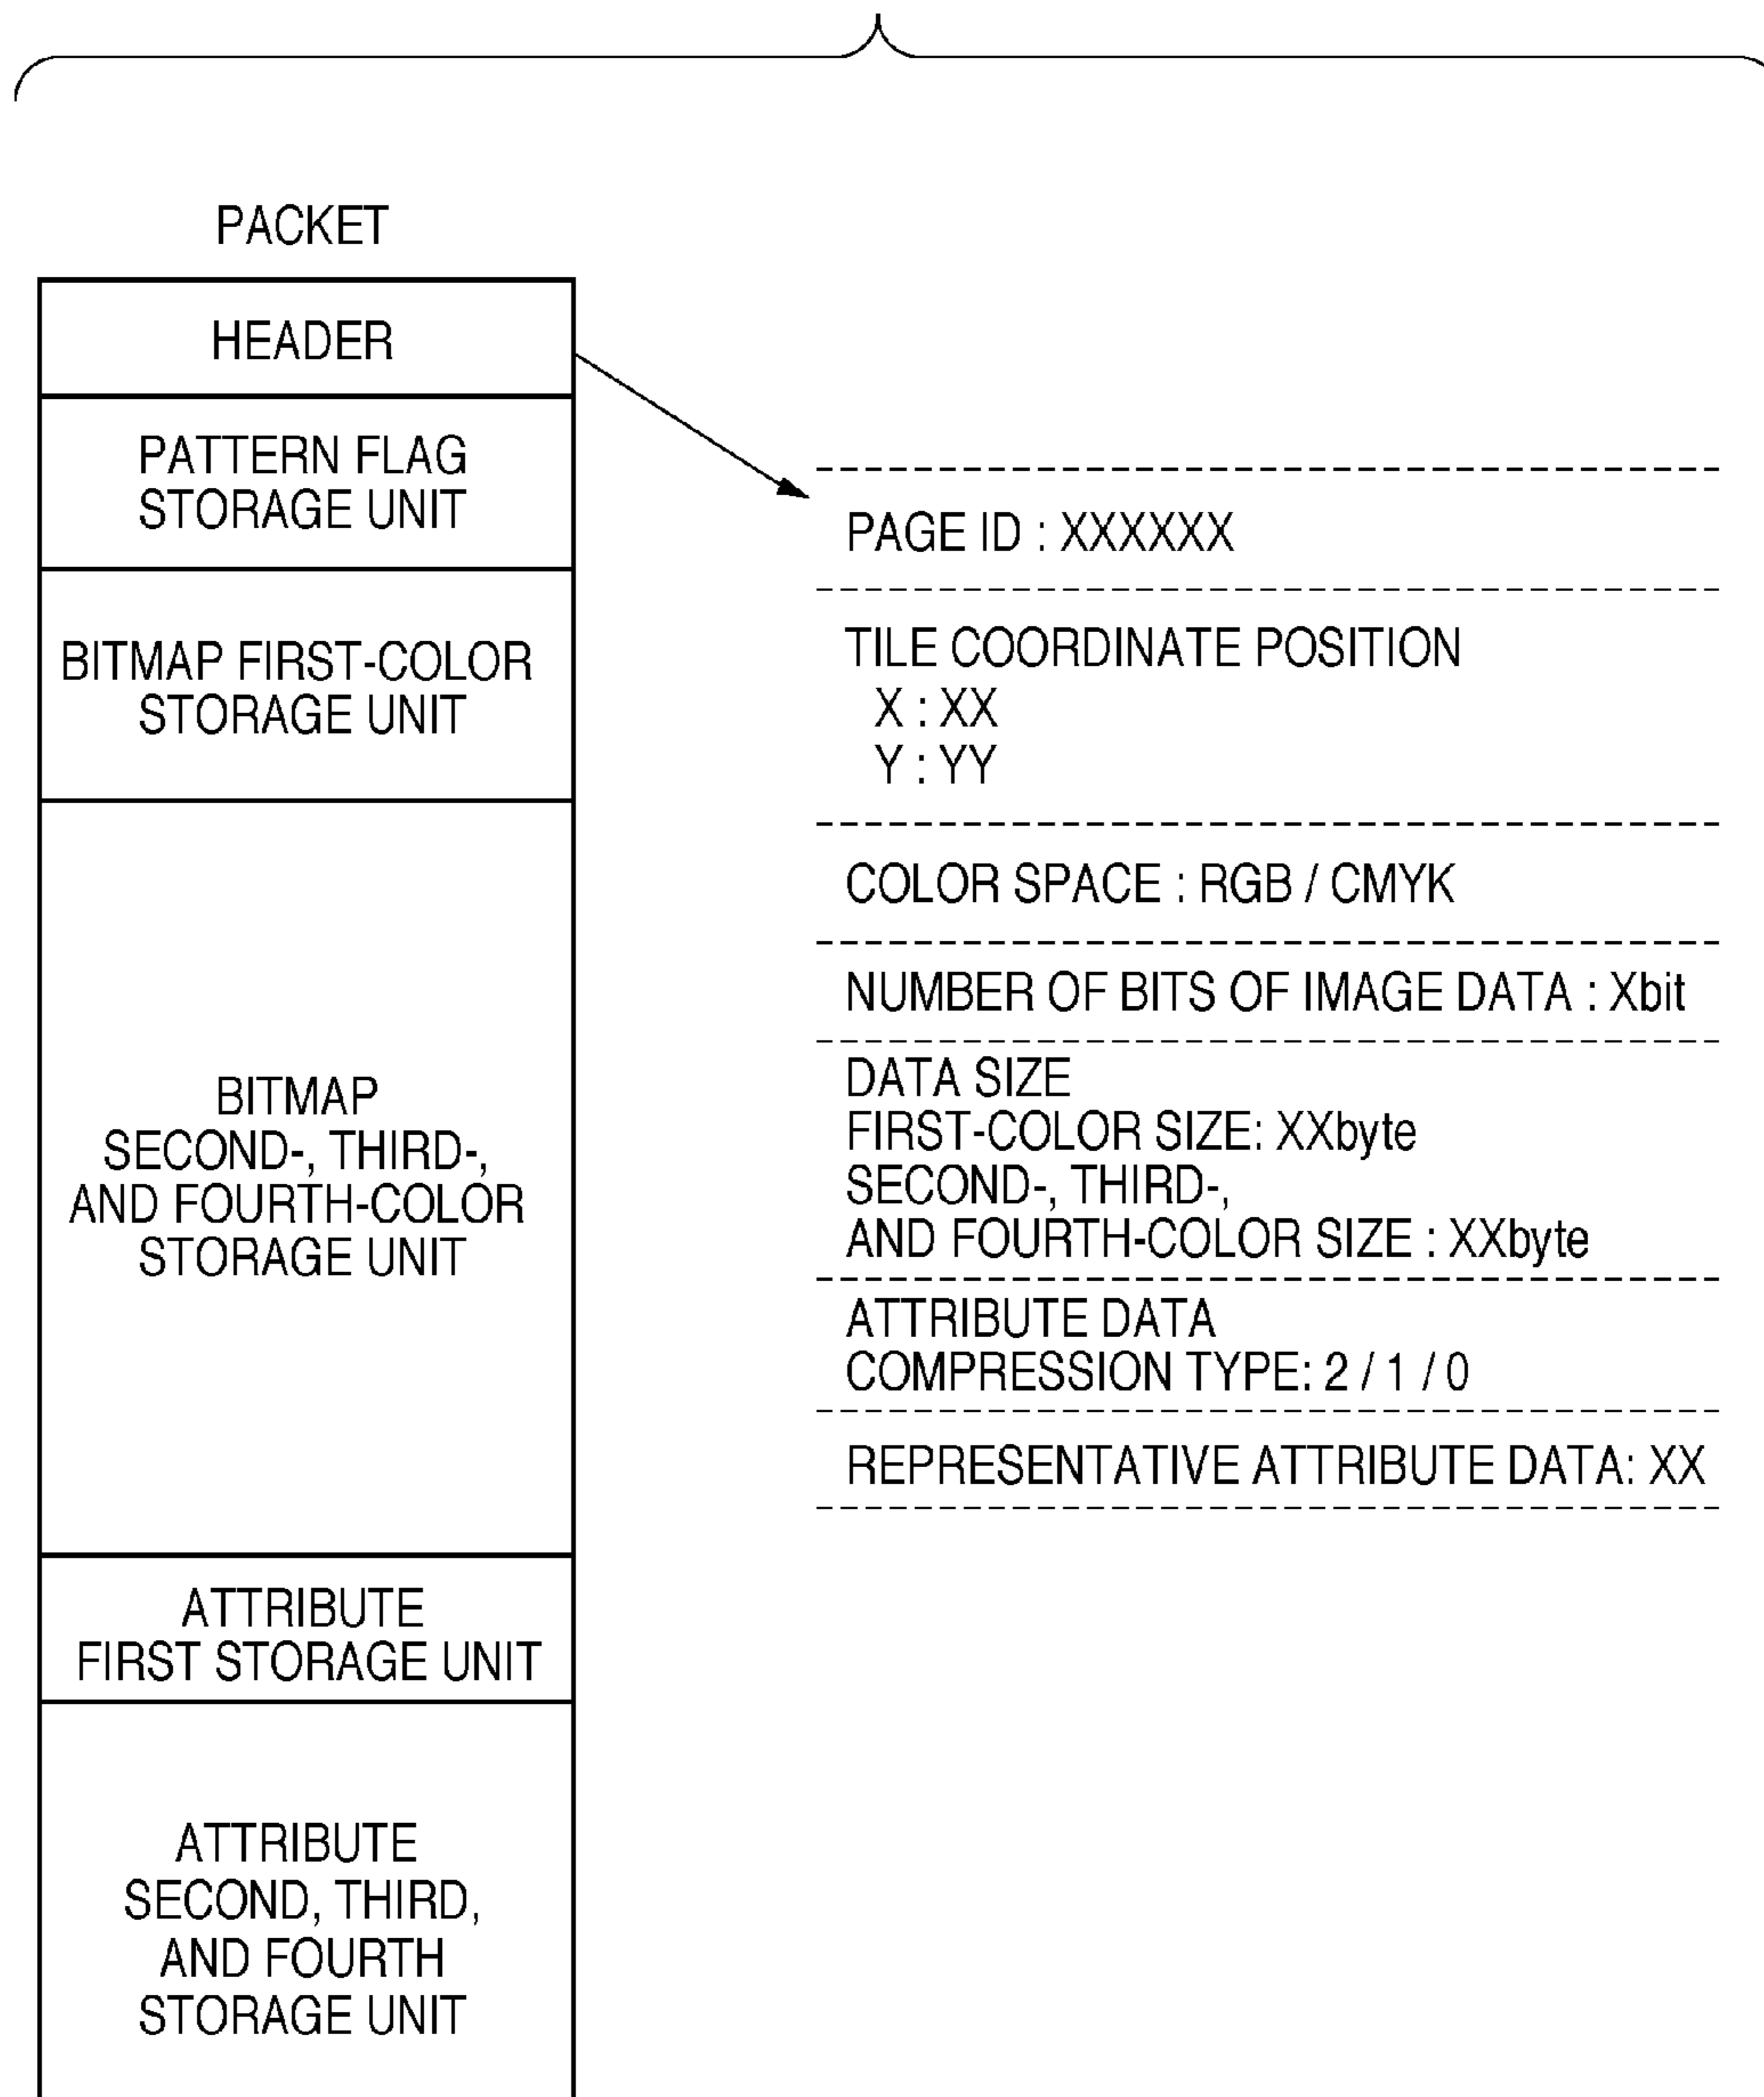 PACKET
HEADER
PATTERN FLAG
STORAGE UNIT
BITMAP FIRST-COLOR
STORAGE UNIT
BITMAP
SECOND-, THIRD-,
AND FOURTH-COLOR
STORAGE UNIT
ATTRIBUTE
FIRST STORAGE UNIT
ATTRIBUTE
SECOND, THIRD,
AND FOURTH
STORAGE UNIT
PAGE ID : XXXXXX
TILE COORDINATE POSITION
X : XX
Y : YY
COLOR SPACE : RGB / CMYK
NUMBER OF BITS OF IMAGE DATA : Xbit
DATA SIZE
FIRST-COLOR SIZE: XXbyte
SECOND-, THIRD-,
AND FOURTH-COLOR SIZE : XXbyte
ATTRIBUTE DATA
COMPRESSION TYPE: 2 / 1 / 0
REPRESENTATIVE ATTRIBUTE DATA: XX